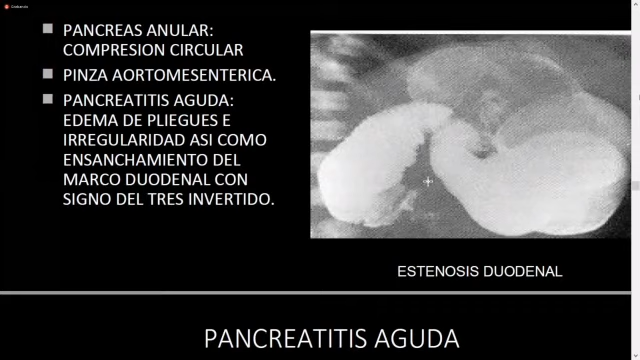 PANCREAS ANULAR:
COMPRESION CIRCULAR
PINZA AORTOMESENTERICA.
PANCREATITIS AGUDA:
EDEMA DE PLIEGUES E
IRREGULARIDAD ASI COMO
ENSANCHAMIENTO DEL
MARCO DUODENAL CON
SIGNO DEL TRES INVERTIDO.
ESTENOSIS DUODENAL
PANCREATITIS AGUDA